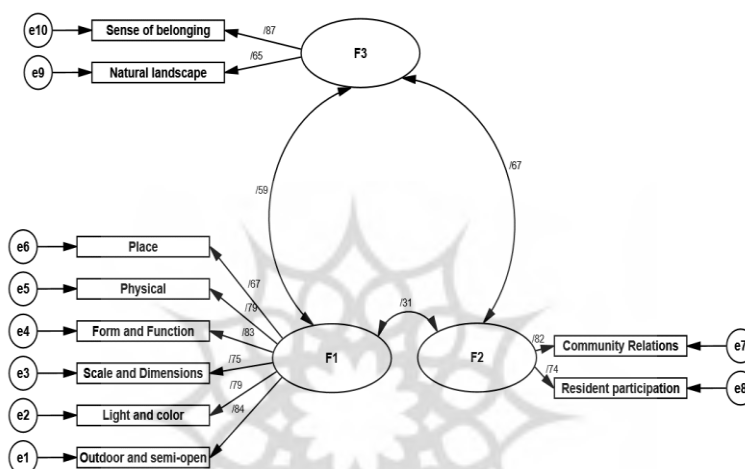 e10
Sense of belonging
/87
F3
e9
Natural landscape
/65
/67
/59
e6
Place
/67
e5
Physical
/79
e4
Form and Function
/83
/31
F1
F2
e3
Scale and Dimensions
/75
/82
Community Relations
e7
e2
Light and color
/79
/74
Resident participation
e8
e1
Outdoor and semi-open
/84